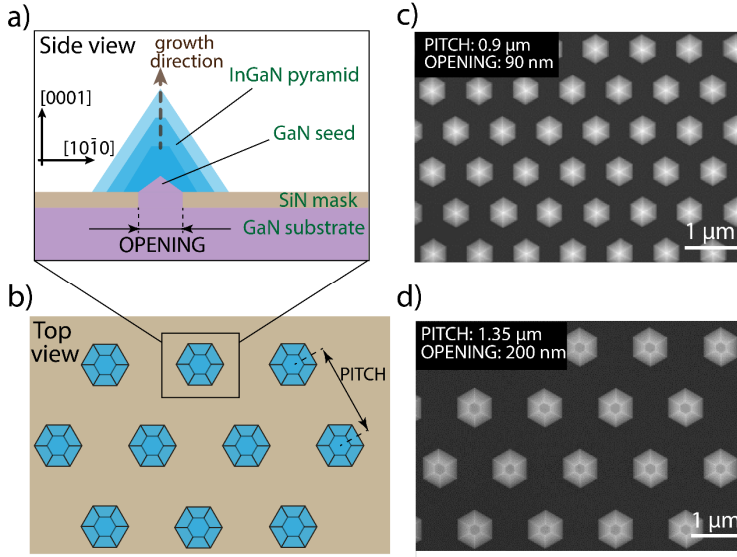 a)
Side view
growth
direction
InGaN pyramid
[0001]
GaN seed
[101̄0]
SiN mask
GaN substrate
OPENING
b)
Top
view
PITCH
c)
PITCH: 0.9 µm
OPENING: 90 nm
1 µm
d)
PITCH: 1.35 µm
OPENING: 200 nm
1 µm